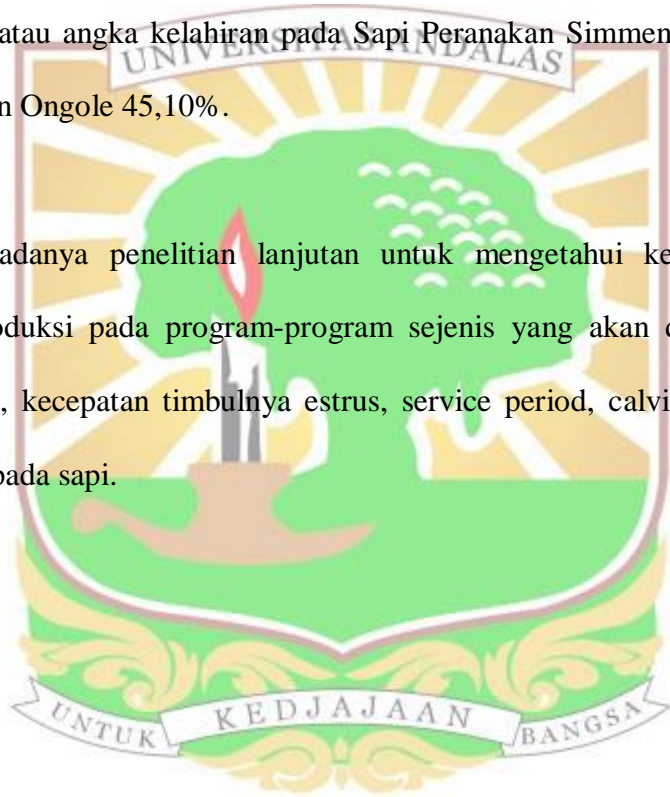 atau angka kelahiran pada Sapi Peranakan Simmen
UNIVERSITAS ANDALAS
n Ongole 45,10%.
adanya penelitian lanjutan untuk mengetahui ke
oduksi pada program-program sejenis yang akan
, kecepatan timbulnya estrus, service period, calvi
pada sapi.
UNTUK KEDJAJAAN BANGSA